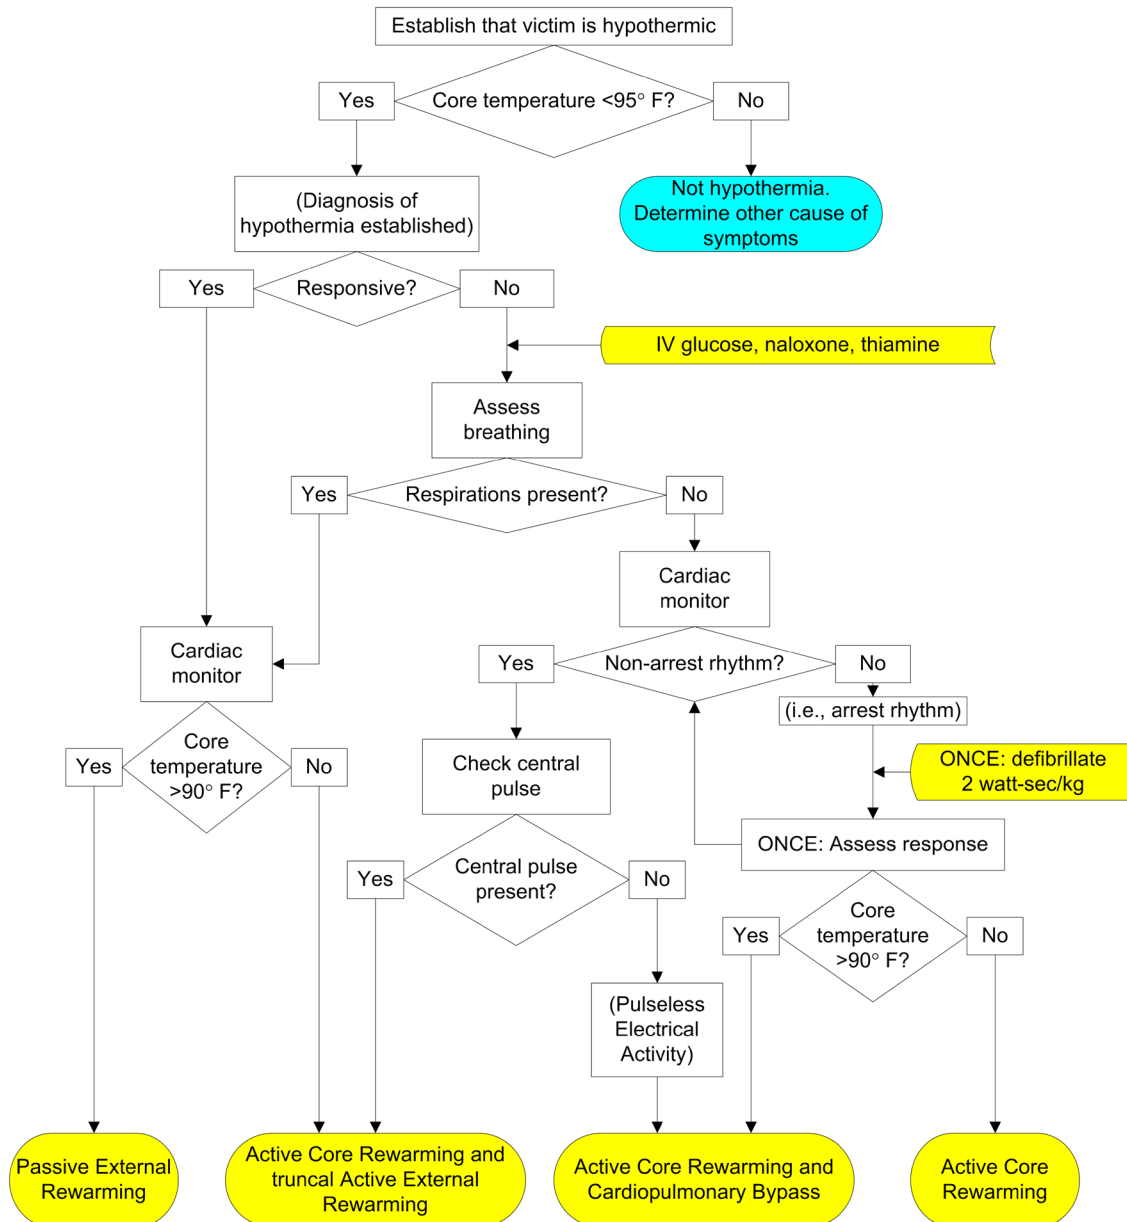 Establish that victim is hypothermic
Yes
Core temperature <95° F?
No
(Diagnosis of
hypothermia established)
Not hypothermia.
Determine other cause of
symptoms
Yes
Responsive?
No
IV glucose, naloxone, thiamine
Assess
breathing
Yes
Respirations present?
No
Cardiac
monitor
Cardiac
monitor
Yes
Non-arrest rhythm?
No
(i.e., arrest rhythm)
Yes
Core
temperature
>90° F?
No
Check central
pulse
ONCE: defibrillate
2 watt-sec/kg
ONCE: Assess response
Yes
Central pulse
present?
No
Yes
Core
temperature
>90° F?
No
(Pulseless
Electrical
Activity)
Passive External
Rewarming
Active Core Rewarming and
truncal Active External
Rewarming
Active Core Rewarming and
Cardiopulmonary Bypass
Active Core
Rewarming